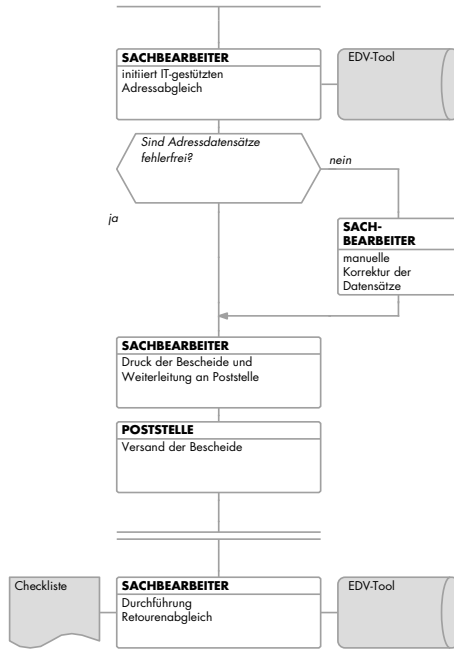 SACHBEARBEITER
initiiert IT-gestützten
Adressabgleich
EDV-Tool
Sind Adressdatensätze
fehlerfrei?
nein
ja
SACH-
BEARBEITER
manuelle
Korrektur der
Datensätze
SACHBEARBEITER
Druck der Bescheide und
Weiterleitung an Poststelle
POSTSTELLE
Versand der Bescheide
Checkliste
SACHBEARBEITER
Durchführung
Retourenabgleich
EDV-Tool